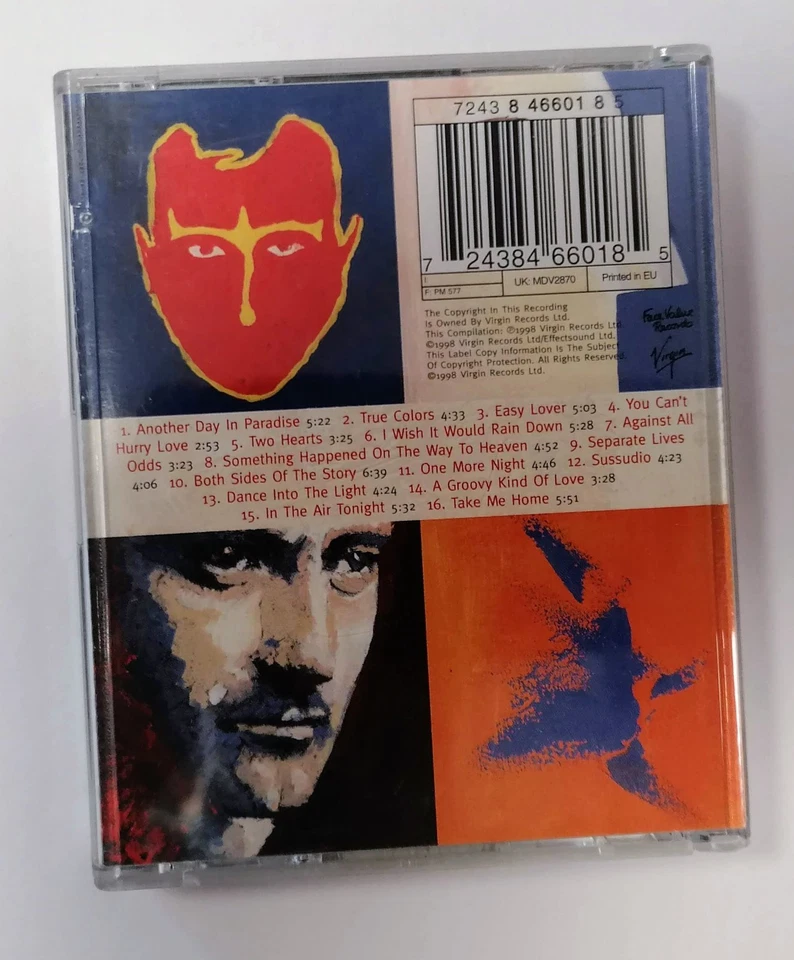 7243 8 46601 8 5
7 24384 66018 5
I:
F: PM 577
UK: MDV2870
Printed in EU
The Copyright In This Recording
Is Owned By Virgin Records Ltd.
This Compilation: ℗1998 Virgin Records Ltd.
©1998 Virgin Records Ltd/Effectsound Ltd.
This Label Copy Information Is The Subject
Of Copyright Protection. All Rights Reserved.
©1998 Virgin Records Ltd.
Face Value
Records
Virgin
1. Another Day In Paradise 5:22 2. True Colors 4:33 3. Easy Lover 5:03 4. You Can't
Hurry Love 2:53 5. Two Hearts 3:25 6. I Wish It Would Rain Down 5:28 7. Against All
Odds 3:23 8. Something Happened On The Way To Heaven 4:52 9. Separate Lives
4:06 10. Both Sides Of The Story 6:39 11. One More Night 4:46 12. Sussudio 4:23
13. Dance Into The Light 4:24 14. A Groovy Kind Of Love 3:28
15. In The Air Tonight 5:32 16. Take Me Home 5:51